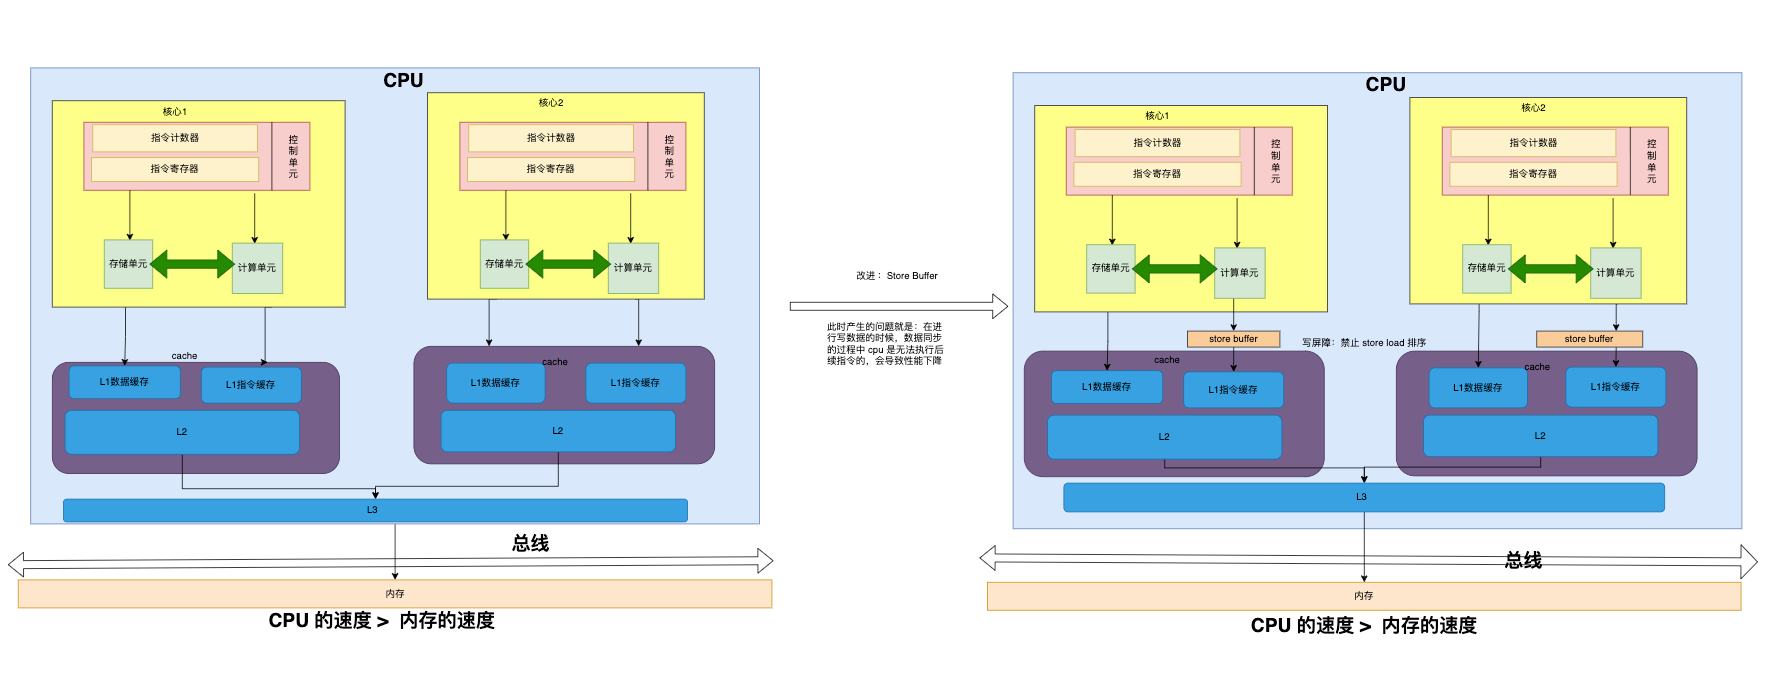 CPU
核心1
指令计数器
指令寄存器
控
制
单
元
存储单元
计算单元
核心2
指令计数器
指令寄存器
控
制
单
元
存储单元
计算单元
cache
L1数据缓存
L1指令缓存
L2
cache
L1数据缓存
L1指令缓存
L2
L3
总线
内存
CPU 的速度 > 内存的速度
改进： Store Buffer
此时产生的问题就是：在进
行写数据的时候，数据同步
的过程中 cpu 是无法执行后
续指令的，会导致性能下降
CPU
核心1
指令计数器
指令寄存器
控
制
单
元
存储单元
计算单元
核心2
指令计数器
指令寄存器
控
制
单
元
存储单元
计算单元
store buffer
写屏障：禁止 store load 排序
store buffer
cache
L1数据缓存
L1指令缓存
L2
cache
L1数据缓存
L1指令缓存
L2
L3
总线
内存
CPU 的速度 > 内存的速度